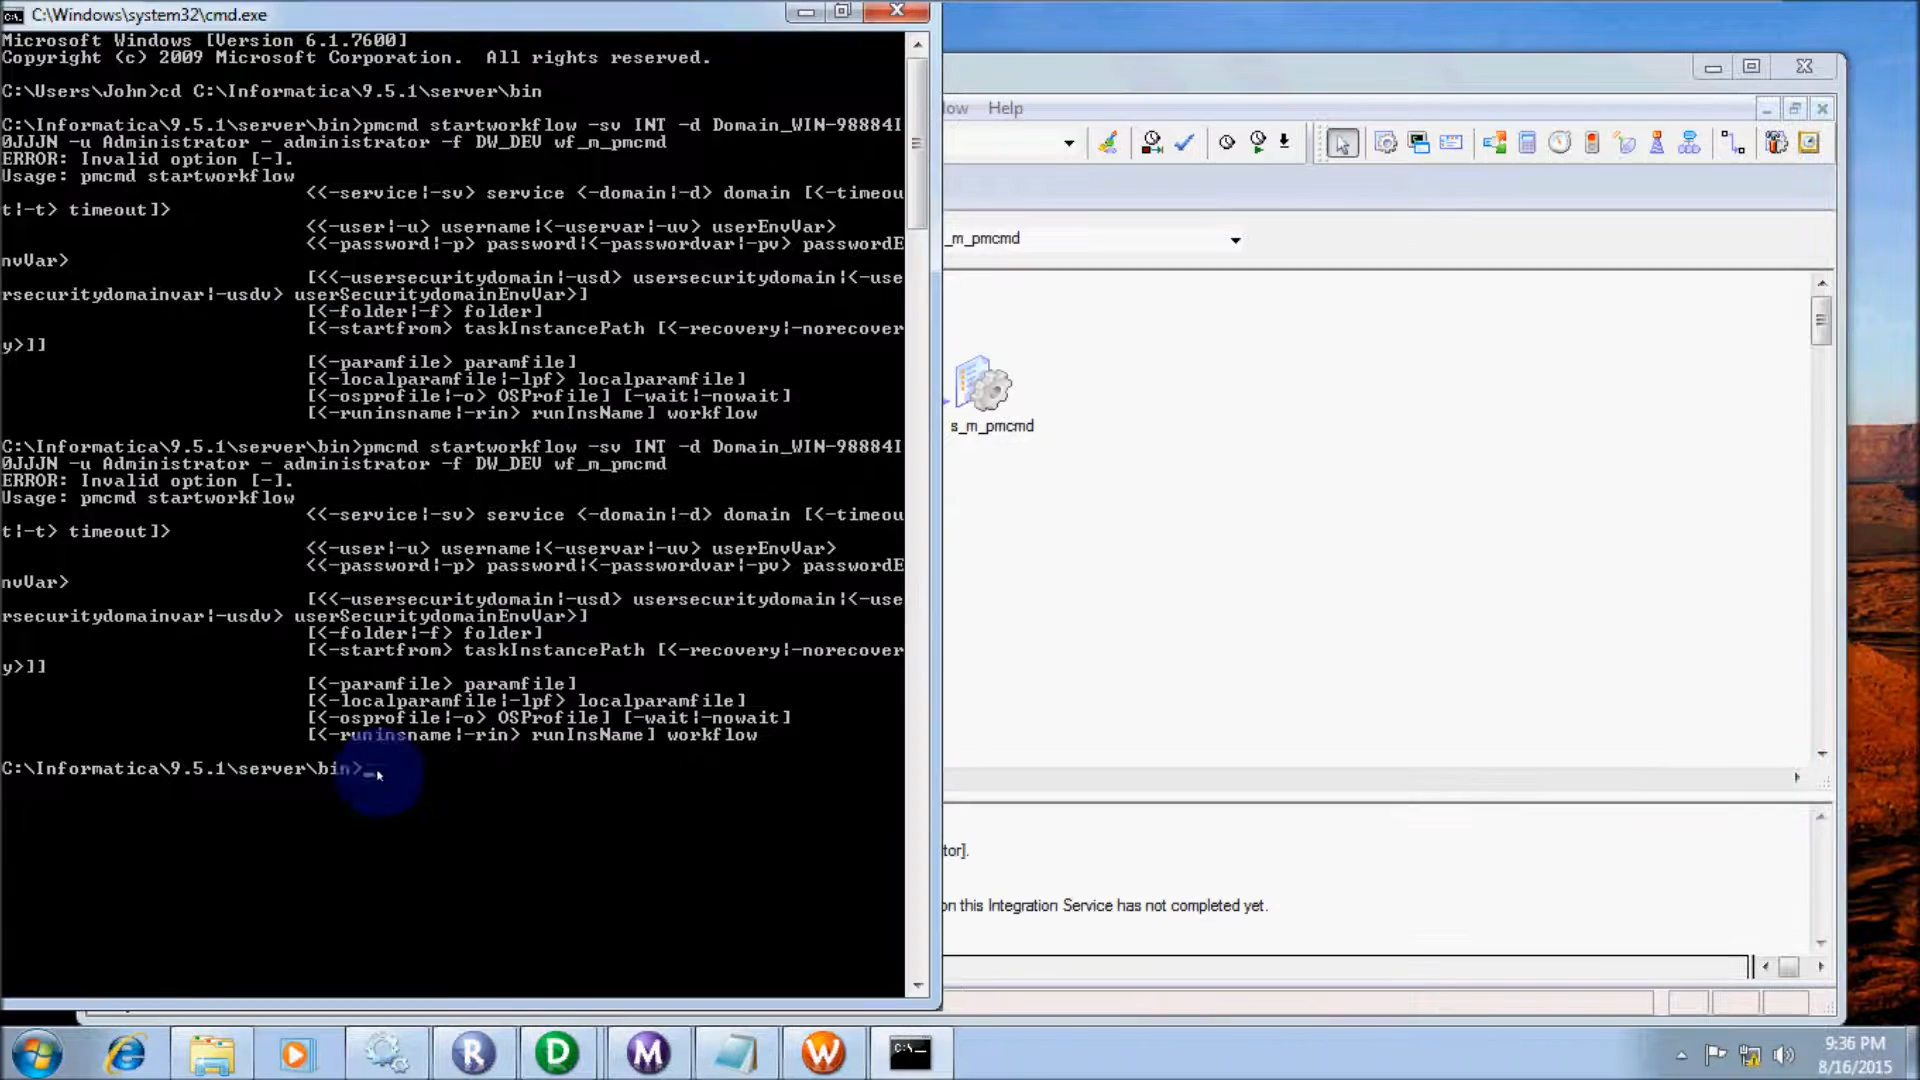 C:\Windows\system32\cmd.exe
Microsoft Windows [Version 6.1.7600]
Copyright (c) 2009 Microsoft Corporation.  All rights reserved.
C:\Users\John>cd C:\Informatica\9.5.1\server\bin
C:\Informatica\9.5.1\server\bin>pmcmd startworkflow -sv INT -d Domain_WIN-98884I
0JJJN -u Administrator - administrator -f DW_DEV wf_m_pmcmd
ERROR: Invalid option [-].
Usage: pmcmd startworkflow
<<-service|-sv> service <-domain|-d> domain [<-timeou
t|-t> timeout]>
<<-user|-u> username|<-uservar|-uv> userEnvVar>
<<-password|-p> password|<-passwordvar|-pv> passwordE
nvVar>
[<<-usersecuritydomain|-usd> usersecuritydomain|<-use
rsecuritydomainvar|-usdv> userSecuritydomainEnvVar>]
[<-folder|-f> folder]
[<-startfrom> taskInstancePath [<-recovery|-norecover
y>]]
[<-paramfile> paramfile]
[<-localparamfile|-lpf> localparamfile]
[<-osprofile|-o> OSProfile] [-wait|-nowait]
[<-runinsname|-rin> runInsName] workflow
C:\Informatica\9.5.1\server\bin>pmcmd startworkflow -sv INT -d Domain_WIN-98884I
0JJJN -u Administrator - administrator -f DW_DEV wf_m_pmcmd
ERROR: Invalid option [-].
Usage: pmcmd startworkflow
<<-service|-sv> service <-domain|-d> domain [<-timeou
t|-t> timeout]>
<<-user|-u> username|<-uservar|-uv> userEnvVar>
<<-password|-p> password|<-passwordvar|-pv> passwordE
nvVar>
[<<-usersecuritydomain|-usd> usersecuritydomain|<-use
rsecuritydomainvar|-usdv> userSecuritydomainEnvVar>]
[<-folder|-f> folder]
[<-startfrom> taskInstancePath [<-recovery|-norecover
y>]]
[<-paramfile> paramfile]
[<-localparamfile|-lpf> localparamfile]
[<-osprofile|-o> OSProfile] [-wait|-nowait]
[<-runinsname|-rin> runInsName] workflow
C:\Informatica\9.5.1\server\bin>_
low Help
_m_pmcmd
s_m_pmcmd
tor].
on this Integration Service has not completed yet.
R D M W C:\_
9:36 PM
8/16/2015